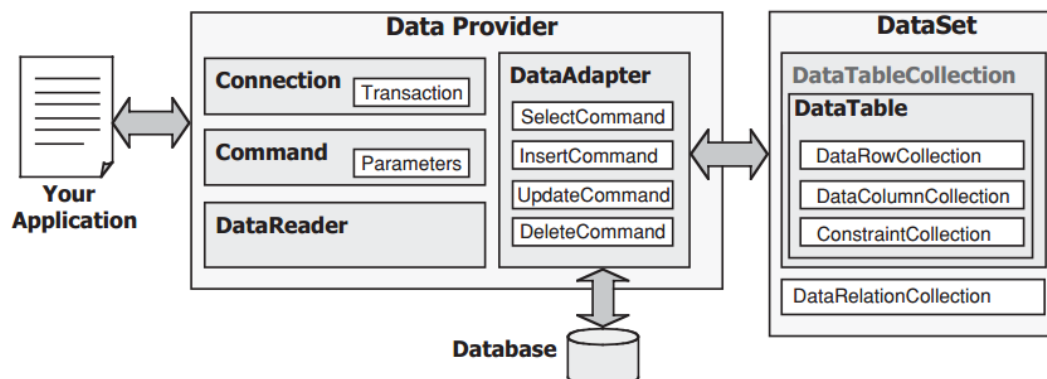 Data Provider
Connection
Transaction
Command
Parameters
DataReader
DataAdapter
SelectCommand
InsertCommand
UpdateCommand
DeleteCommand
DataSet
DataTableCollection
DataTable
DataRowCollection
DataColumnCollection
ConstraintCollection
DataRelationCollection
Your
Application
Database